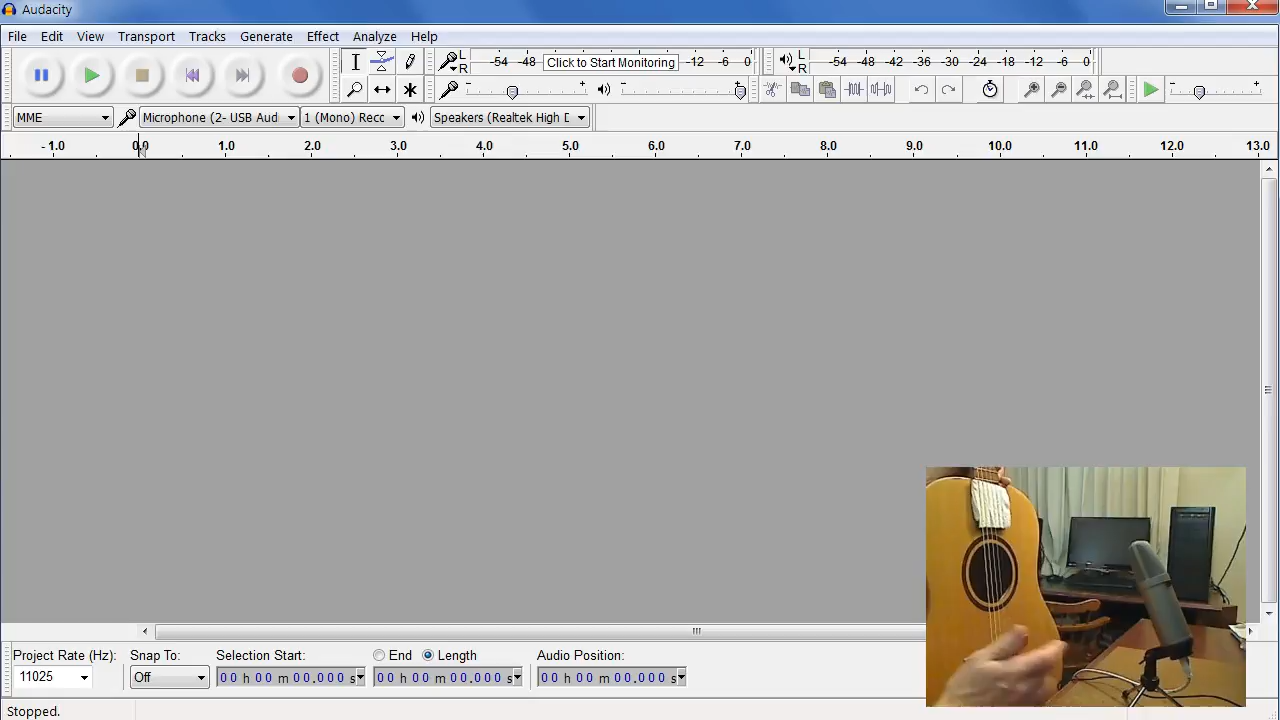 Audacity
File Edit View Transport Tracks Generate Effect Analyze Help
L R -54 -48 Click to Start Monitoring -12 -6 0 L R -54 -48 -42 -36 -30 -24 -18 -12 -6 0
MME Microphone (2- USB Aud 1 (Mono) Recc Speakers (Realtek High D
- 1.0 0.0 1.0 2.0 3.0 4.0 5.0 6.0 7.0 8.0 9.0 10.0 11.0 12.0 13.0
Project Rate (Hz): Snap To: Selection Start: End Length Audio Position:
11025 Off 00 h 00 m 00.000 s 00 h 00 m 00.000 s 00 h 00 m 00.000 s
Stopped.